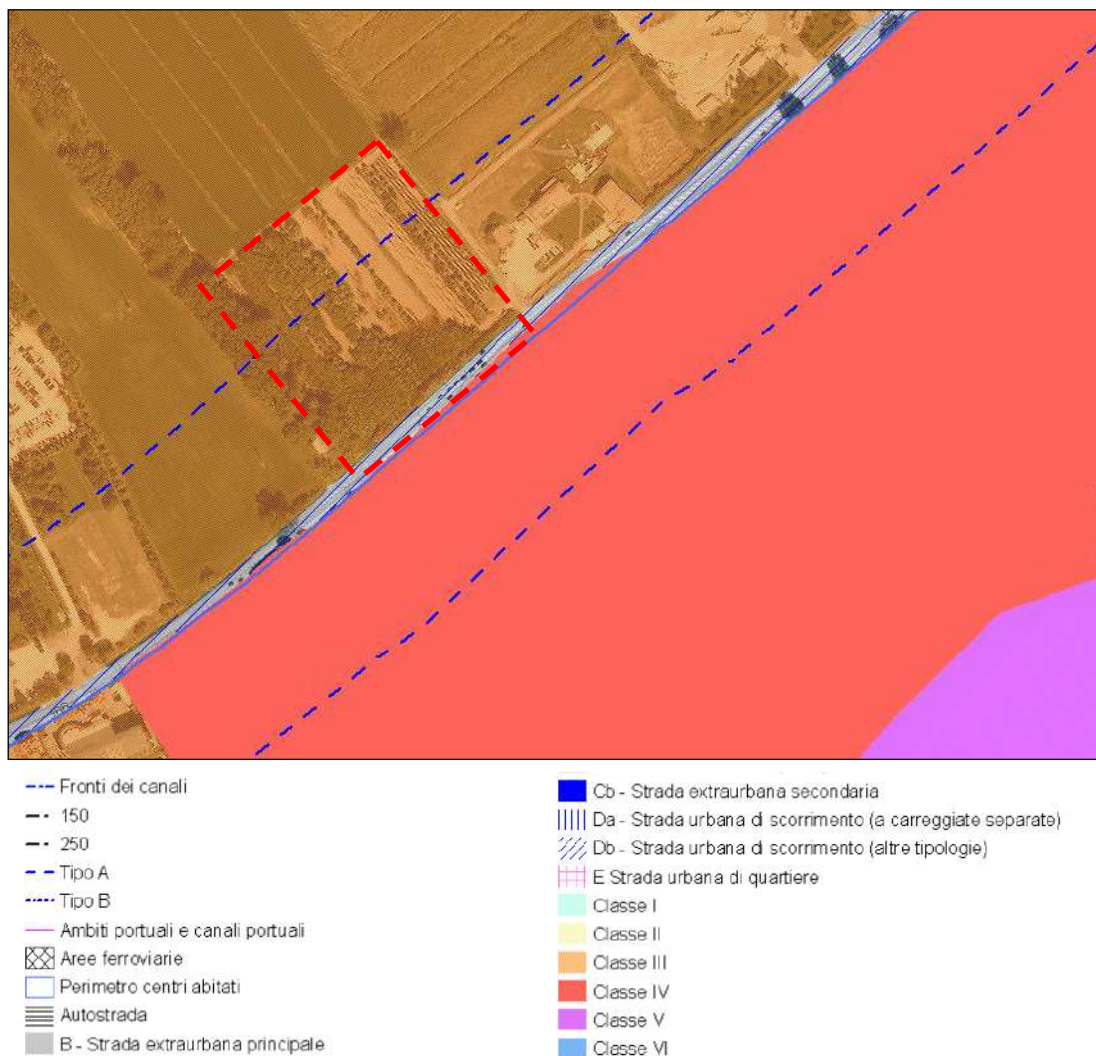 Fronti dei canali
150
250
Tipo A
Tipo B
Ambiti portuali e canali portuali
Aree ferroviarie
Perimetro centri abitati
Autostrada
B - Strada extraurbana principale
Cb - Strada extraurbana secondaria
Da - Strada urbana di scorrimento (a carreggiate separate)
Db - Strada urbana di scorrimento (altre tipologie)
E Strada urbana di quartiere
Classe I
Classe II
Classe III
Classe IV
Classe V
Classe VI